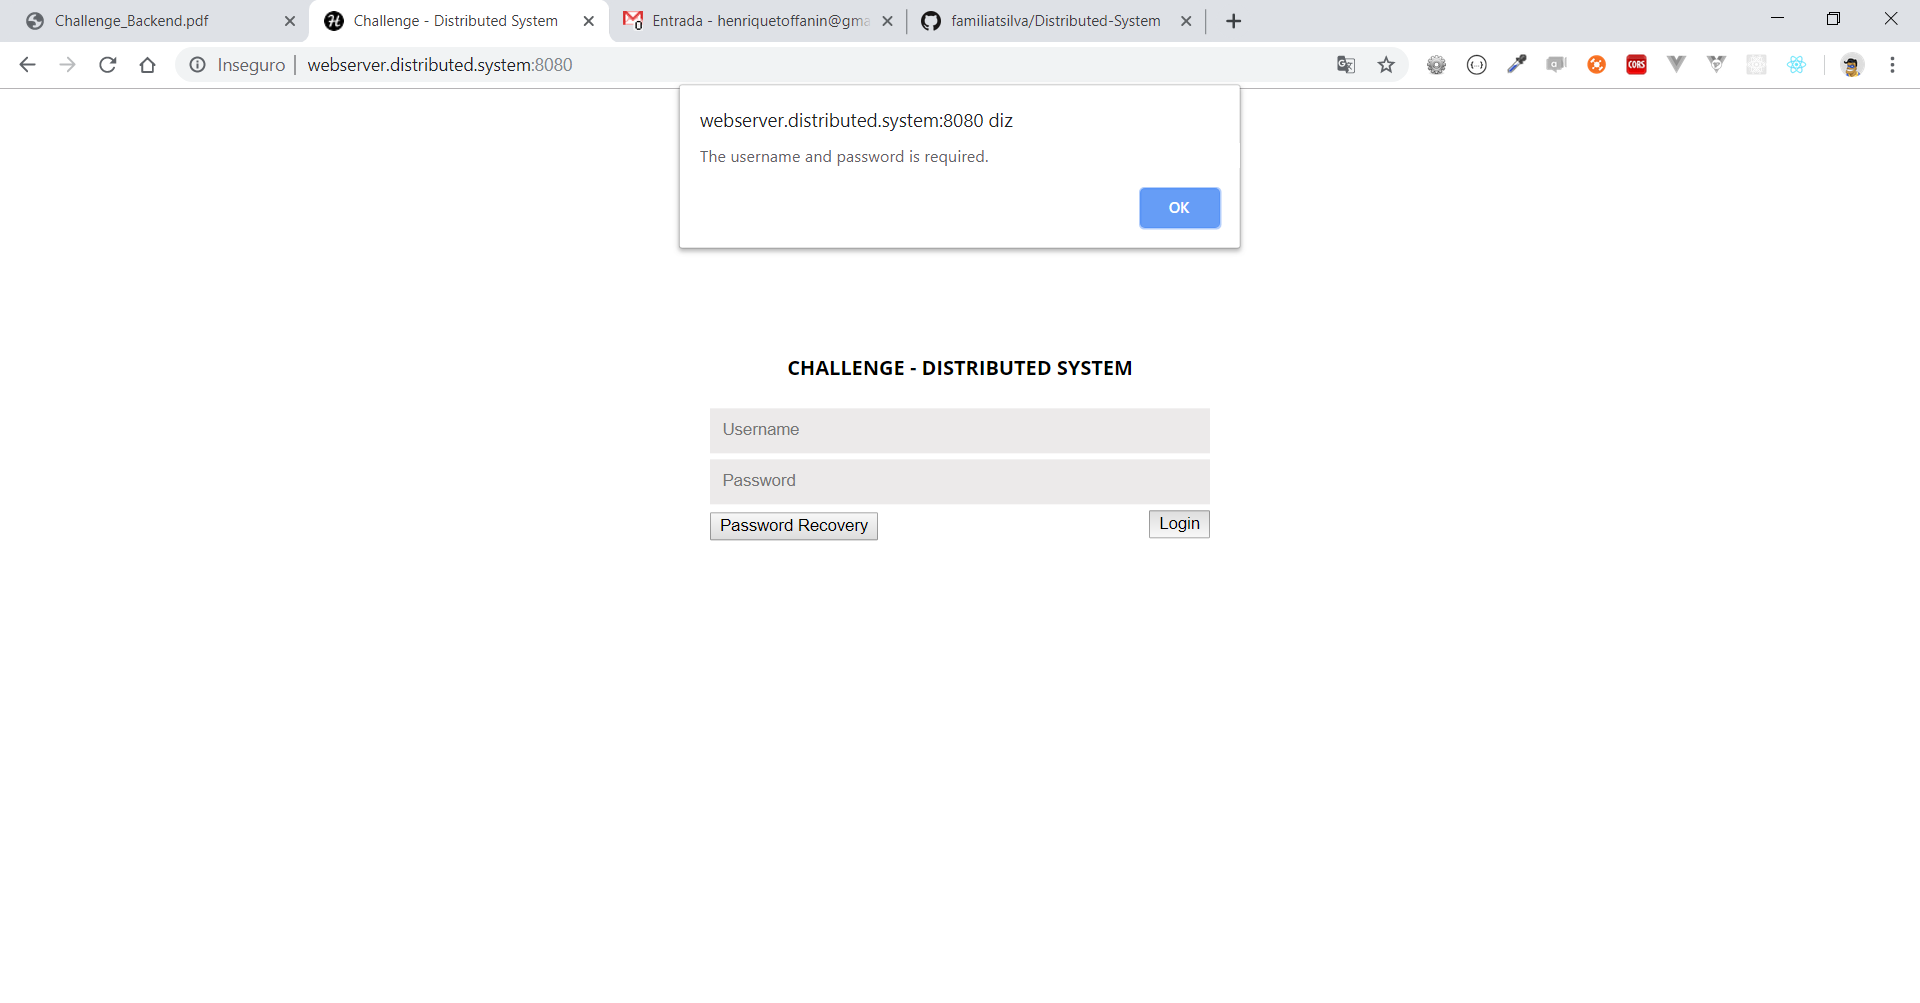 Challenge_Backend.pdf
Challenge - Distributed System
Entrada - henriquetoffanin@gma
familiatsilva/Distributed-System
Inseguro
webserver.distributed.system:8080
CORS
webserver.distributed.system:8080 diz
The username and password is required.
OK
CHALLENGE - DISTRIBUTED SYSTEM
Username
Password
Password Recovery
Login